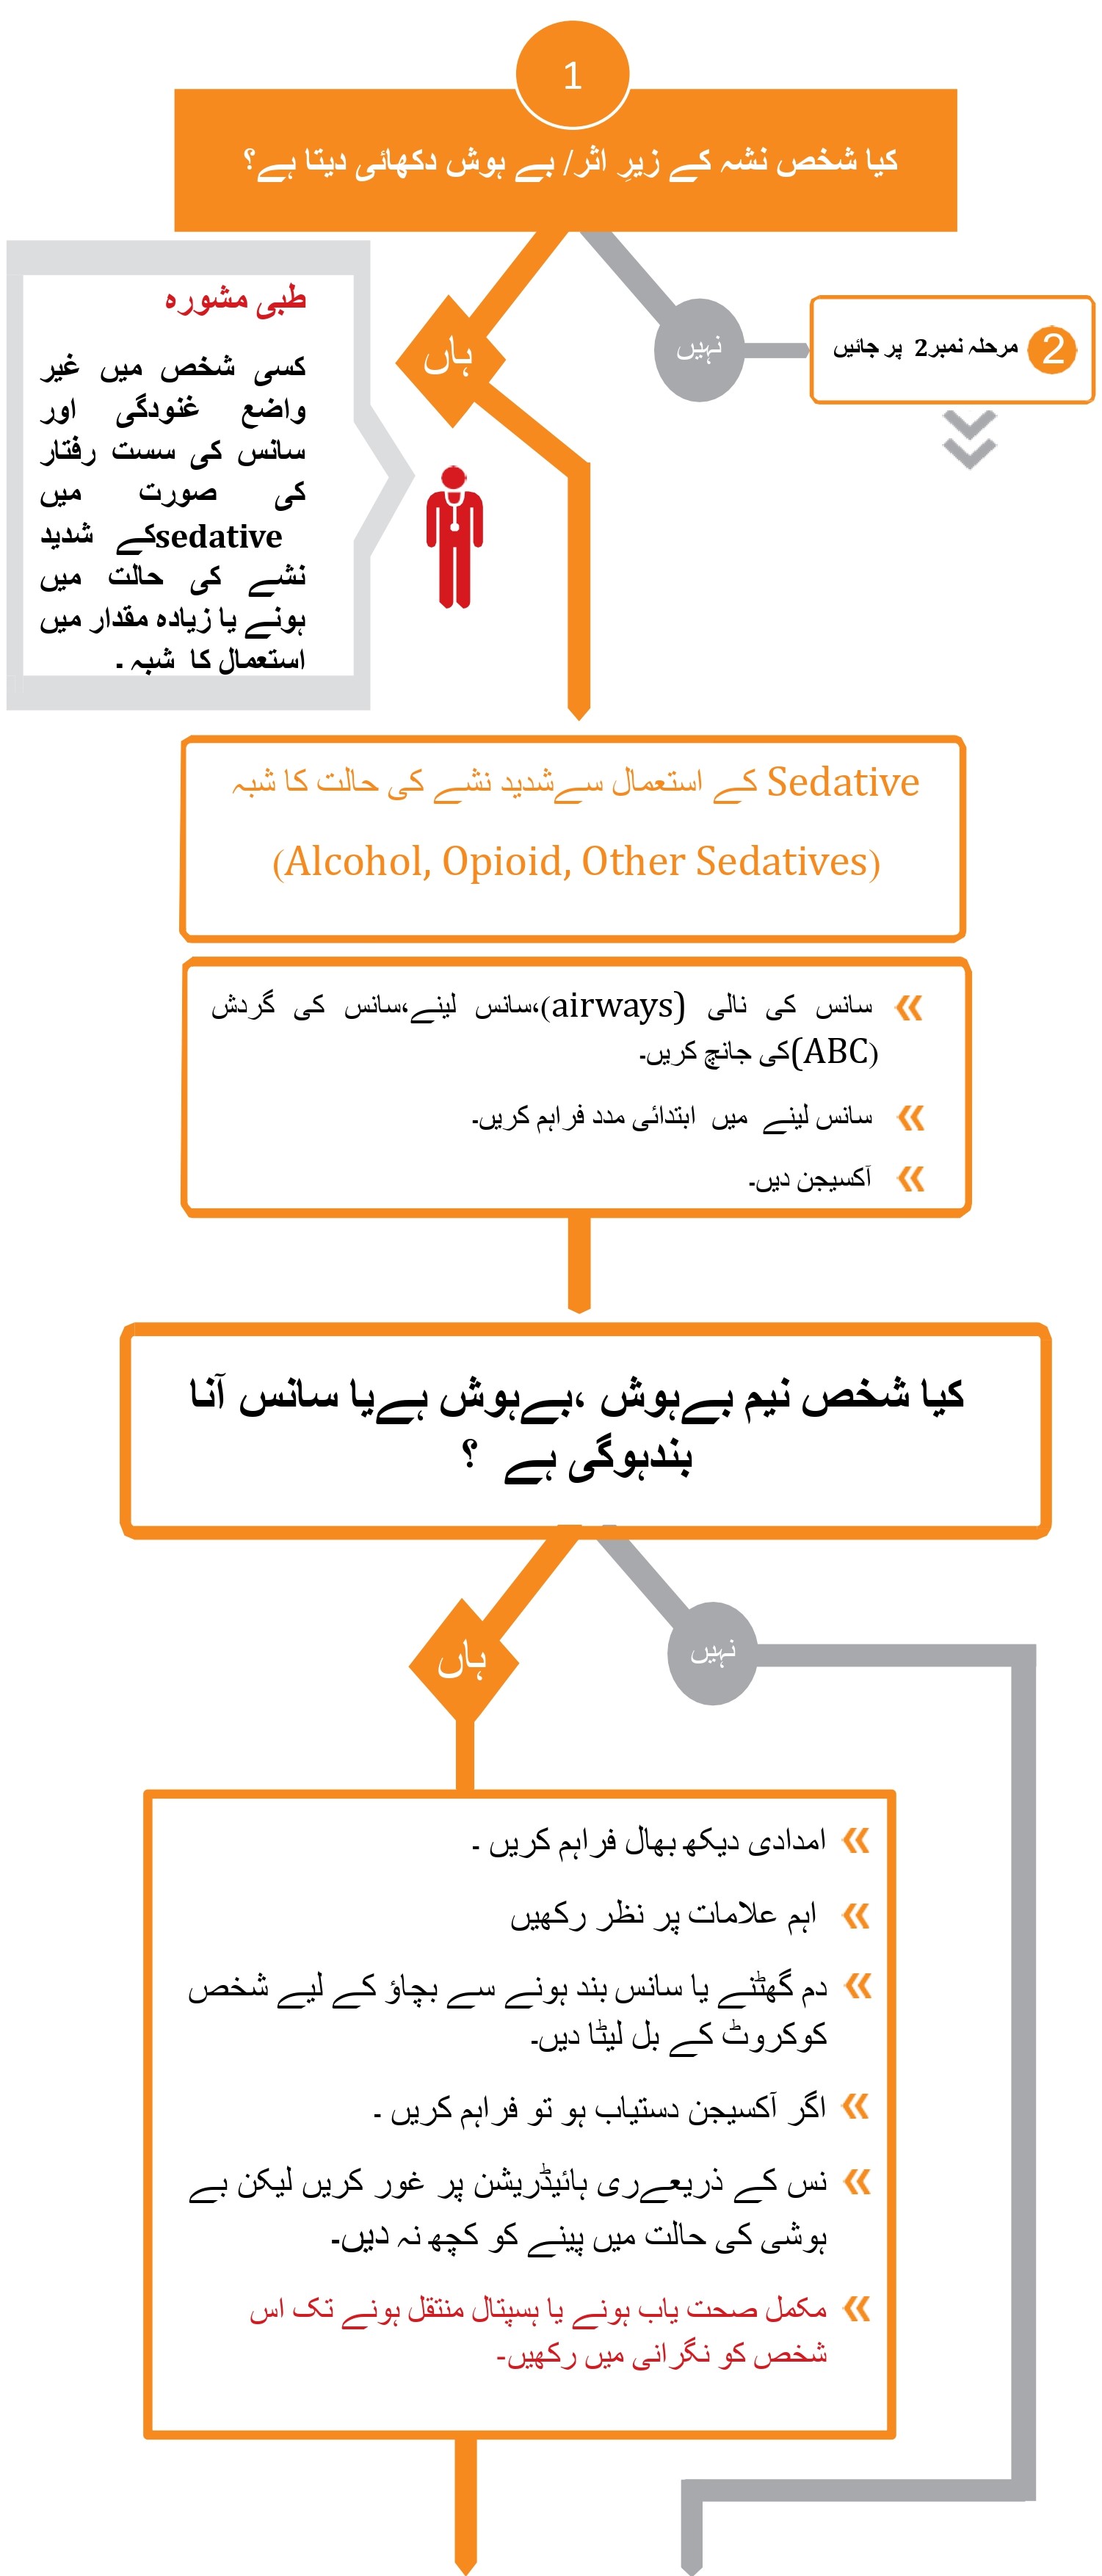 1
کیا شخص نشہ کے زیرِ اثر/ بے ہوش دکھائی دیتا ہے؟
ہاں
نہیں
2 مرحلہ نمبر2 پر جائیں
طبی مشورہ
کسی شخص میں غیر
واضع غنودگی اور
سانس کی سست رفتار
کی صورت میں
sedativeکے شدید
نشے کی حالت میں
ہونے یا زیادہ مقدار میں
استعمال کا شبہ ۔
Sedative کے استعمال سےشدید نشے کی حالت کا شبہ
(Alcohol, Opioid, Other Sedatives)
سانس کی نالی (airways)،سانس لینے،سانس کی گردش
(ABC)کی جانچ کریں۔
سانس لینے میں ابتدائی مدد فراہم کریں۔
آکسیجن دیں۔
کیا شخص نیم بےہوش ،بےہوش ہےیا سانس آنا
بندہوگی ہے ؟
ہاں
نہیں
امدادی دیکھ بھال فراہم کریں ۔
اہم علامات پر نظر رکھیں
دم گھٹنے یا سانس بند ہونے سے بچاؤ کے لیے شخص
کوکروٹ کے بل لیٹا دیں۔
اگر آکسیجن دستیاب ہو تو فراہم کریں ۔
نس کے ذریعےری ہائیڈریشن پر غور کریں لیکن بے
ہوشی کی حالت میں پینے کو کچھ نہ دیں۔
مکمل صحت یاب ہونے یا ہسپتال منتقل ہونے تک اس
شخص کو نگرانی میں رکھیں۔